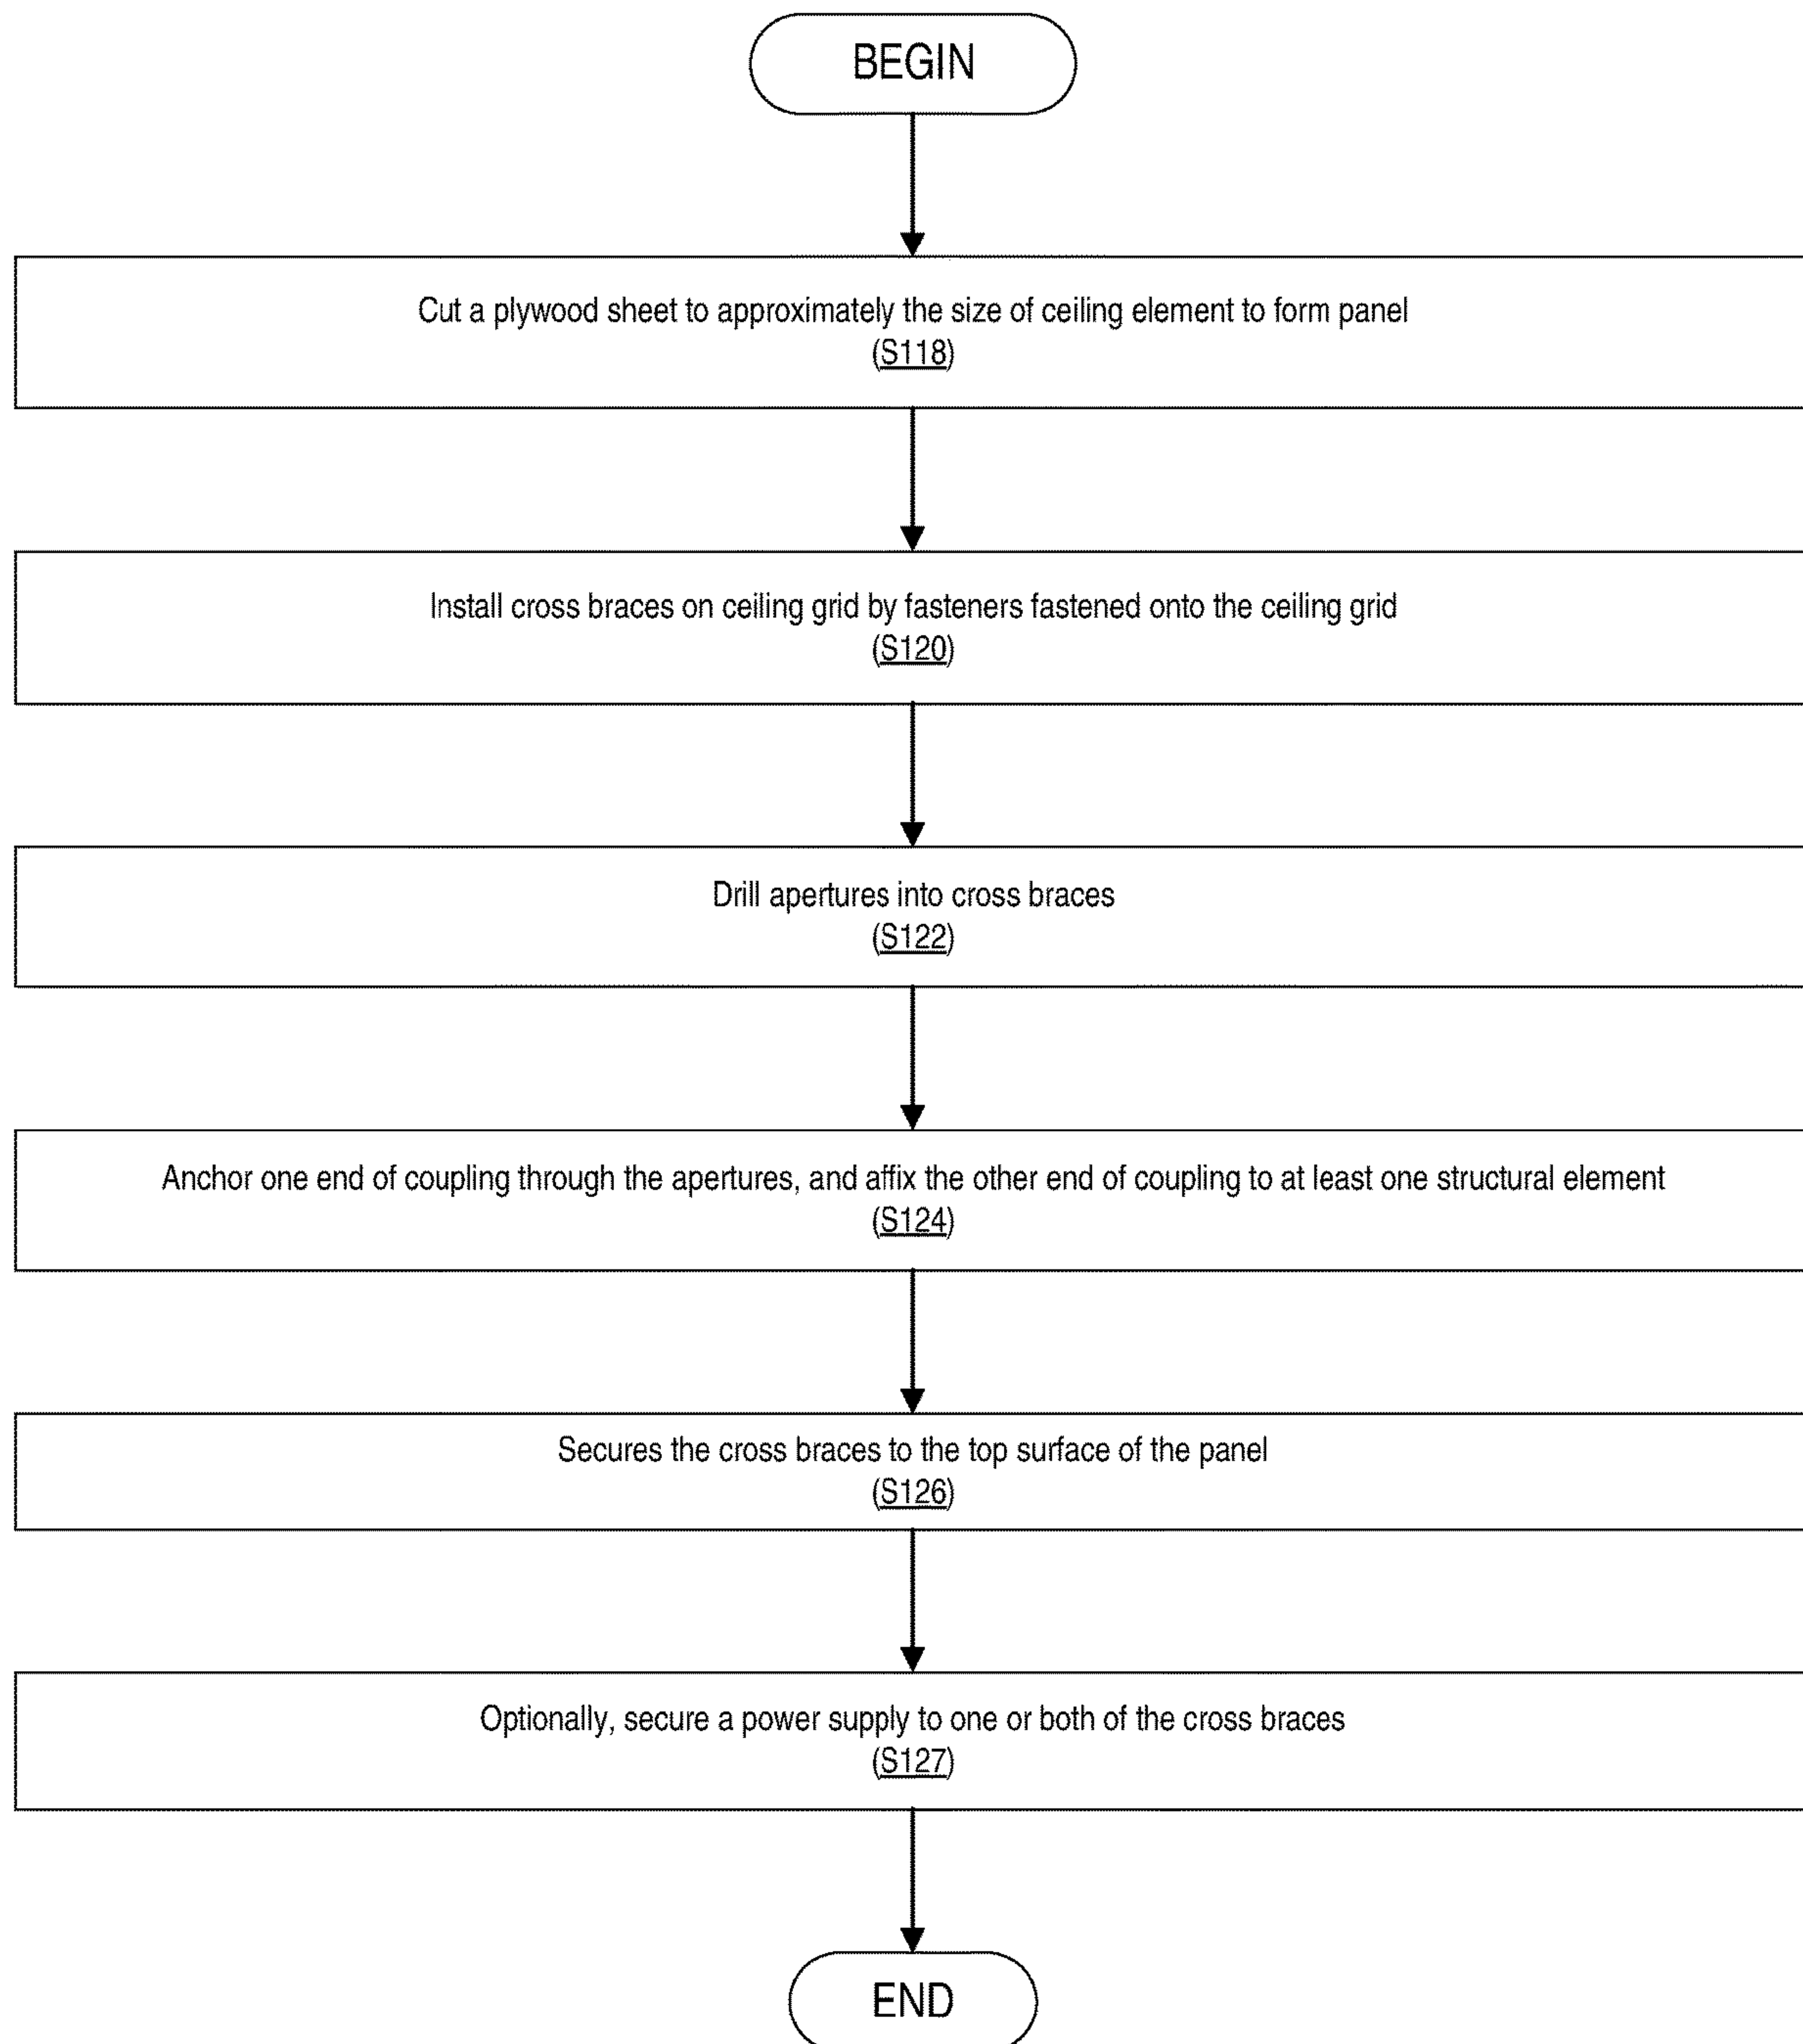 BEGIN
Cut a plywood sheet to approximately the size of ceiling element to form panel
(S118)
Install cross braces on ceiling grid by fasteners fastened onto the ceiling grid
(S120)
Drill apertures into cross braces
(S122)
Anchor one end of coupling through the apertures, and affix the other end of coupling to at least one structural element
(S124)
Secures the cross braces to the top surface of the panel
(S126)
Optionally, secure a power supply to one or both of the cross braces
(S127)
END